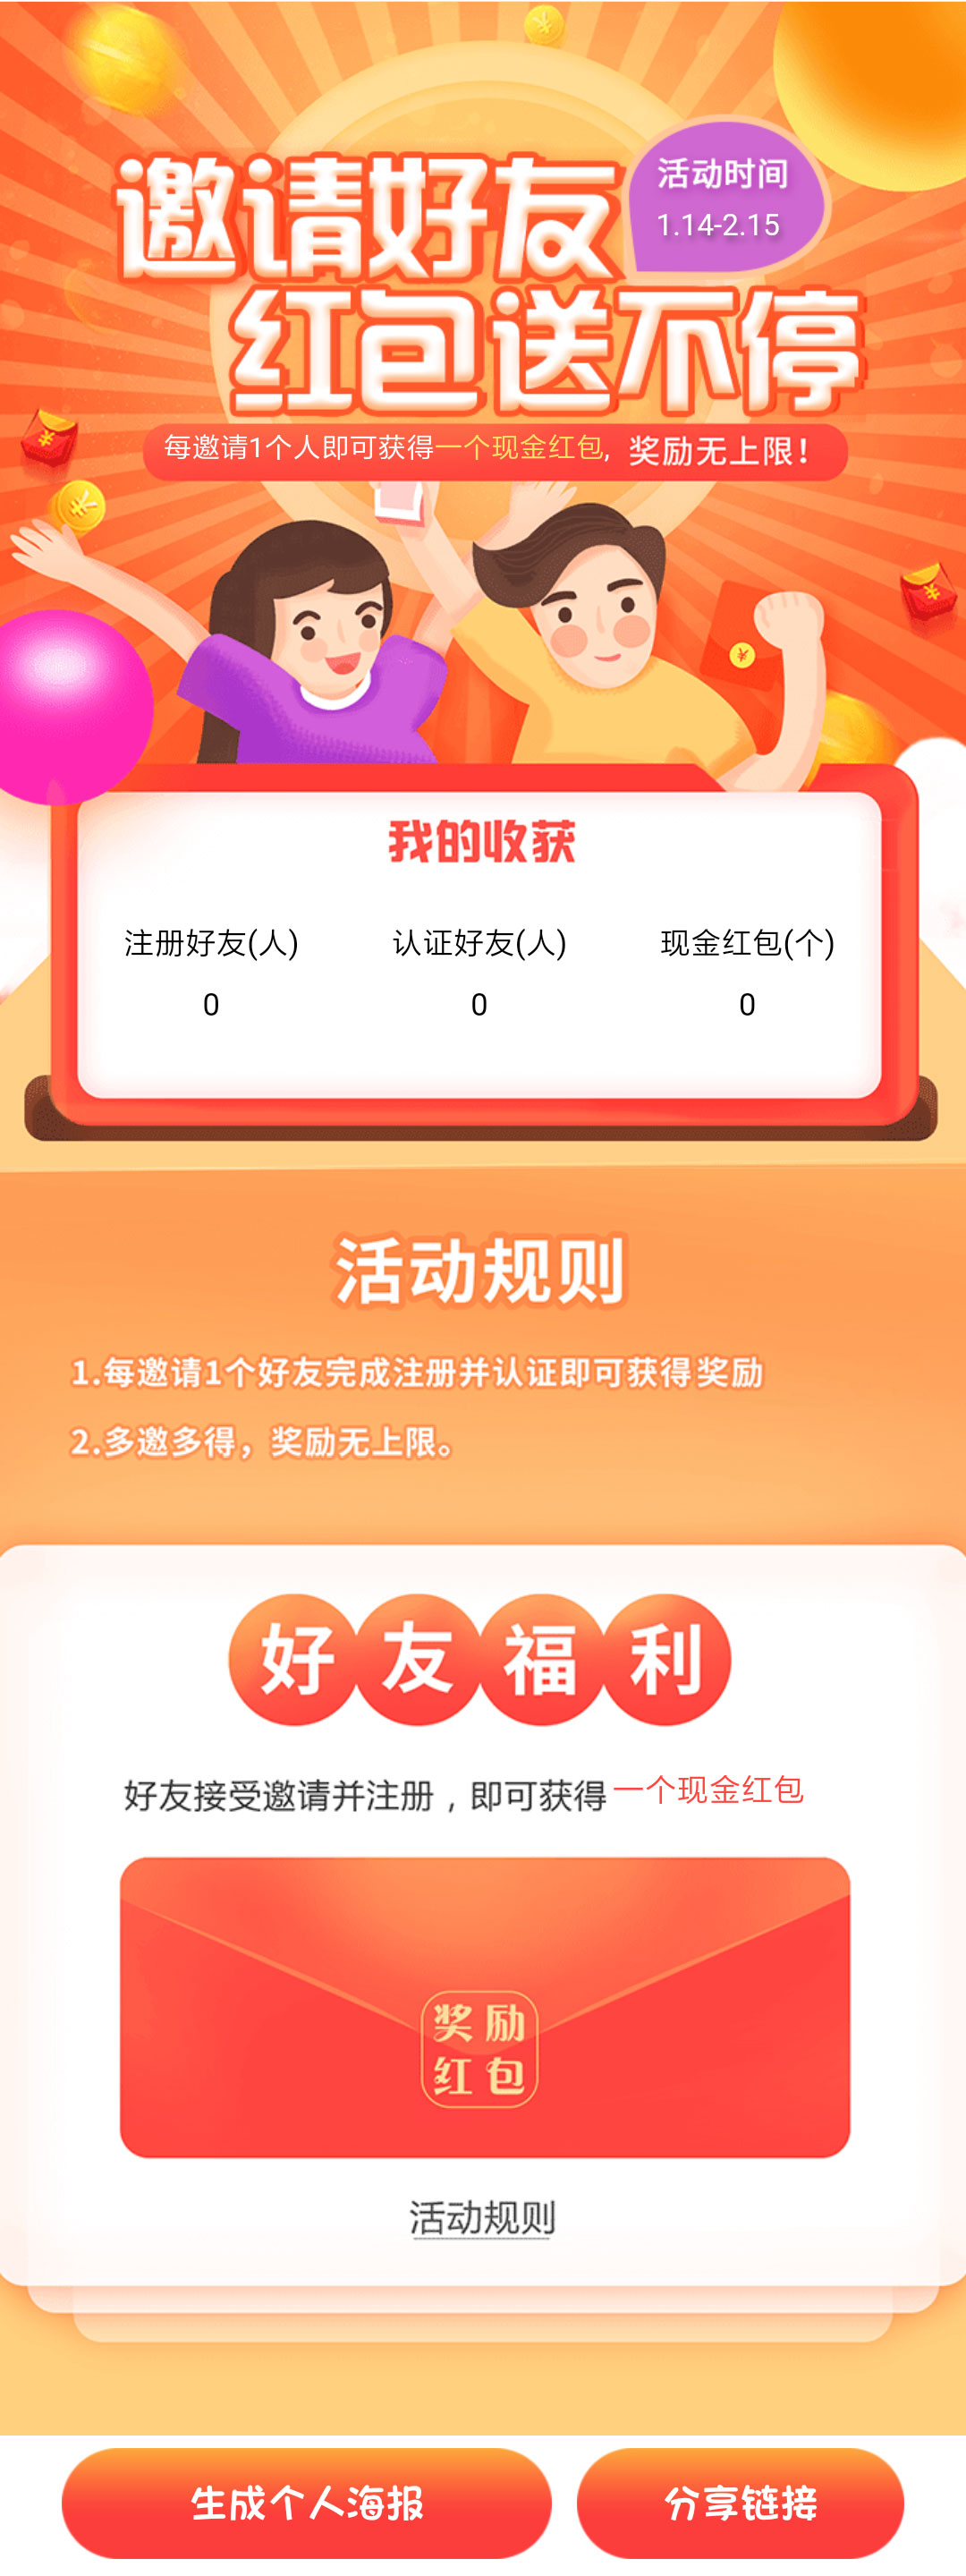 邀请好友
活动时间
1.14-2.15
红包送不停
每邀请1个人即可获得一个现金红包, 奖励无上限!
我的收获
注册好友(人) 认证好友(人) 现金红包(个)
0 0 0
活动规则
1.每邀请1个好友完成注册并认证即可获得奖励
2.多邀多得，奖励无上限。
好友福利
好友接受邀请并注册，即可获得一个现金红包
奖励
红包
活动规则
生成个人海报 分享链接